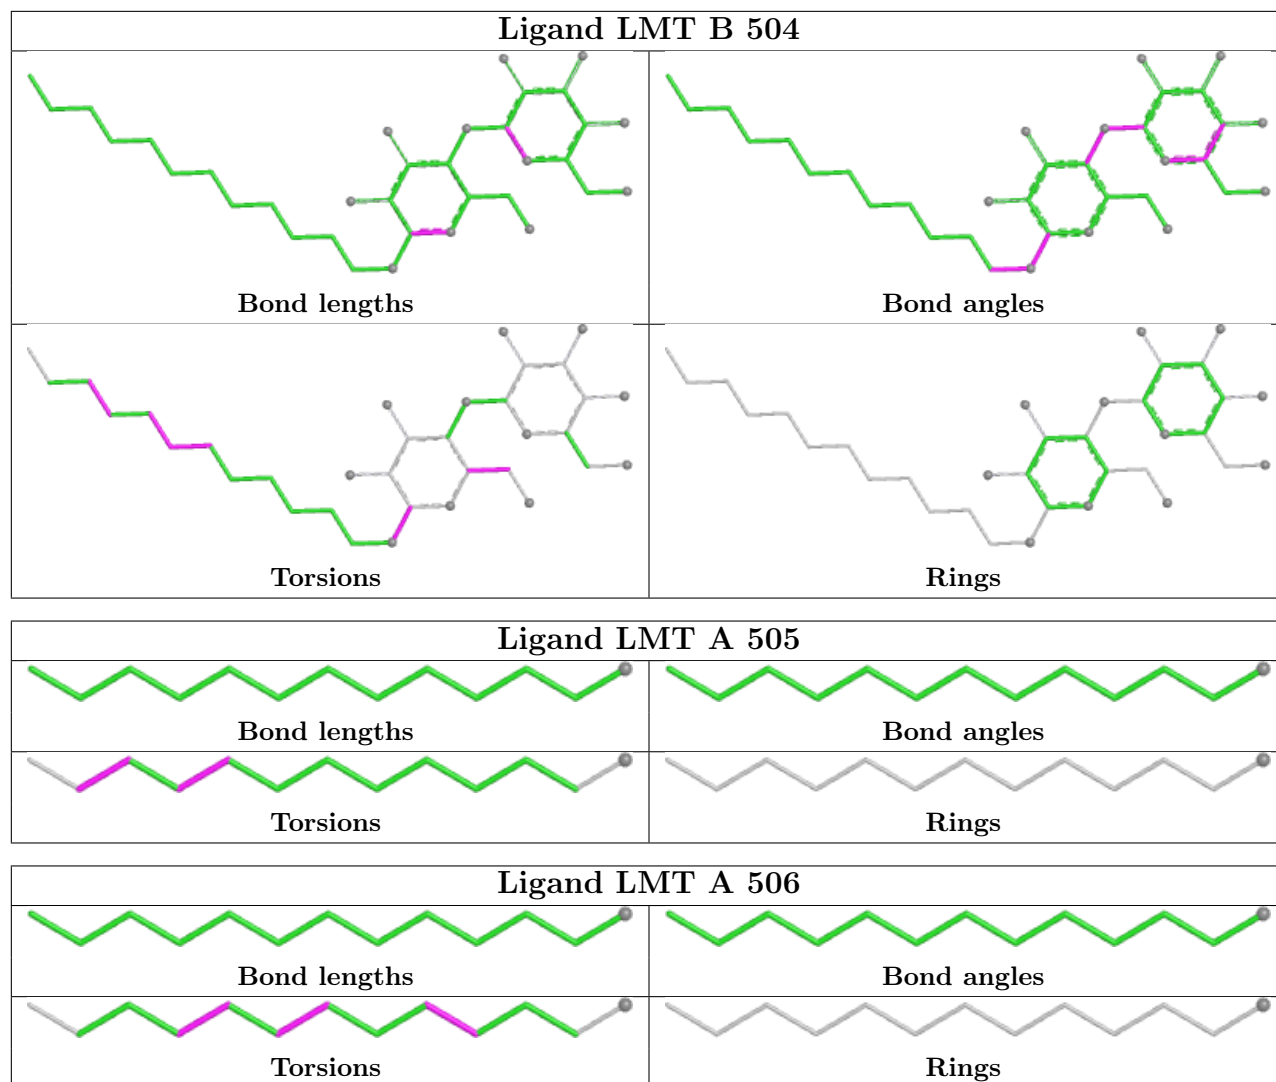 Ligand LMT B 504
Bond lengths
Bond angles
Torsions
Rings
Ligand LMT A 505
Bond lengths
Bond angles
Torsions
Rings
Ligand LMT A 506
Bond lengths
Bond angles
Torsions
Rings